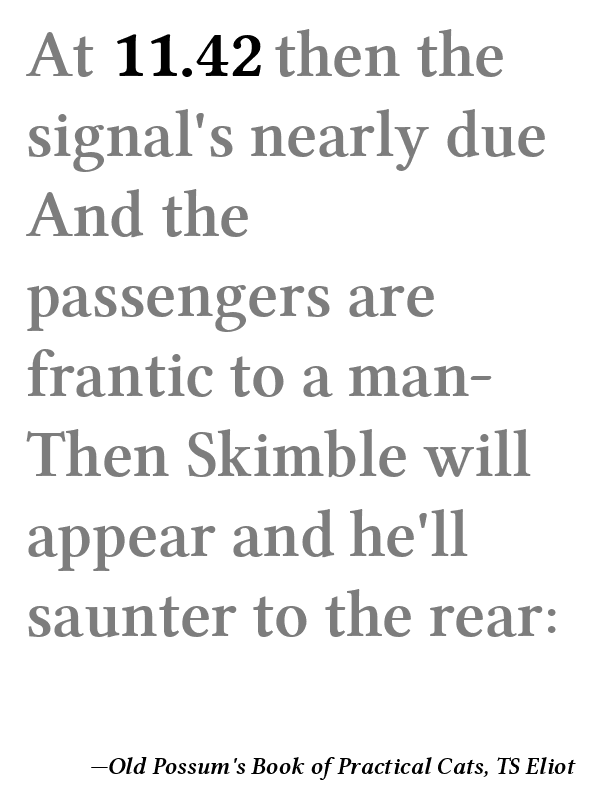 At 11.42 then the
signal's nearly due
And the
passengers are
frantic to a man–
Then Skimble will
appear and he'll
saunter to the rear:
—Old Possum's Book of Practical Cats, TS Eliot